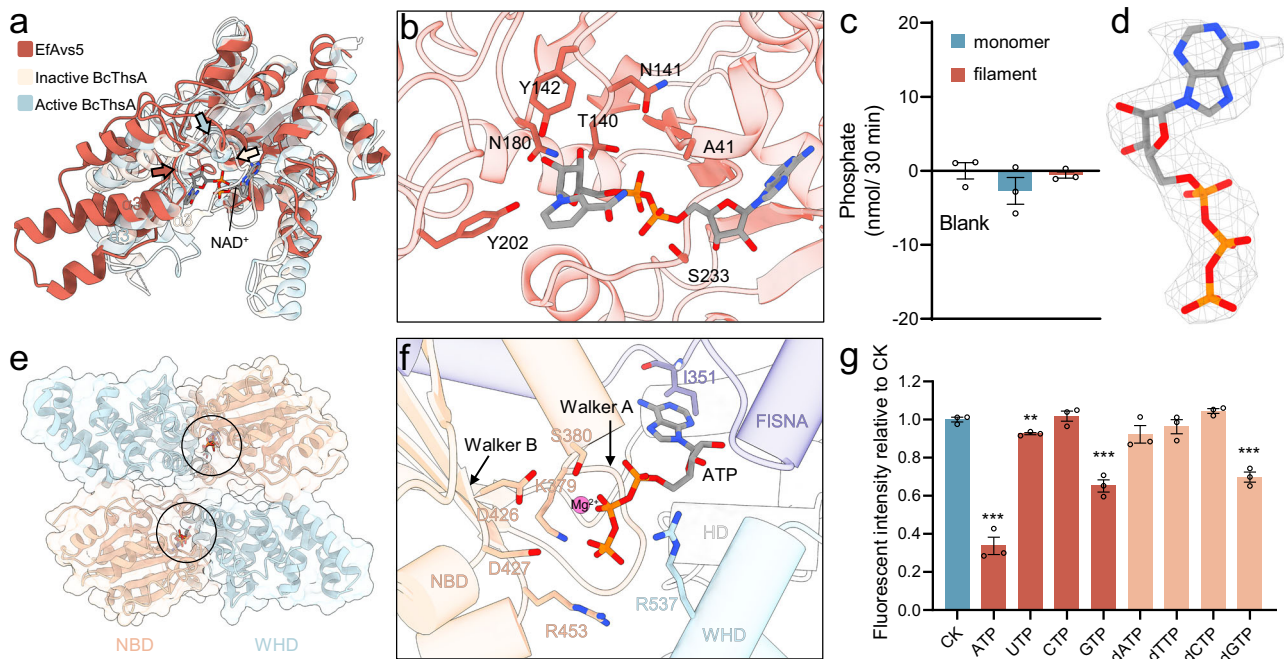 a
EfAvs5
Inactive BcThsA
Active BcThsA
NAD+
b
Y142
N141
T140
N180
A41
Y202
S233
c
Phosphate
(nmol/ 30 min)
20
10
0
-10
-20
monomer
filament
Blank
d
e
NBD
WHD
f
I351
Walker A
FISNA
Walker B
S380
ATP
K379
Mg2+
D426
HD
D427
NBD
R537
R453
WHD
g
Fluorescent intensity relative to CK
1.2
1.0
0.8
0.6
0.4
0.2
0.0
***
**
***
***
CK
ATP
UTP
CTP
GTP
dATP
dTTP
dCTP
dGTP